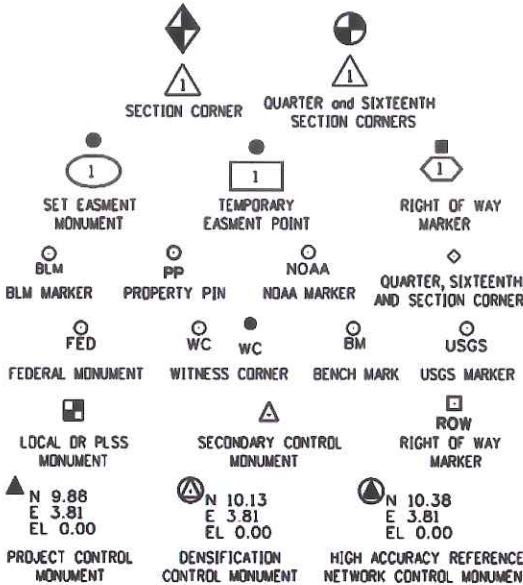 1
1
SECTION CORNER
QUARTER and SIXTEENTH
SECTION CORNERS
1
1
1
SET EASMENT
MONUMENT
TEMPORARY
EASMENT POINT
RIGHT OF WAY
MARKER
BLM
PP
NOAA
BLM MARKER
PROPERTY PIN
NOAA MARKER
QUARTER, SIXTEENTH
AND SECTION CORNER
FED
WC
WC
BM
USGS
FEDERAL MONUMENT
WITNESS CORNER
BENCH MARK
USGS MARKER
ROW
LOCAL OR PLSS
MONUMENT
SECONDARY CONTROL
MONUMENT
RIGHT OF WAY
MARKER
N 9.88
E 3.81
EL 0.00
N 10.13
E 3.81
EL 0.00
N 10.38
E 3.81
EL 0.00
PROJECT CONTROL
MONUMENT
DENSIFICATION
CONTROL MONUMENT
HIGH ACCURACY REFERENCE
NETWORK CONTROL MONUMEN